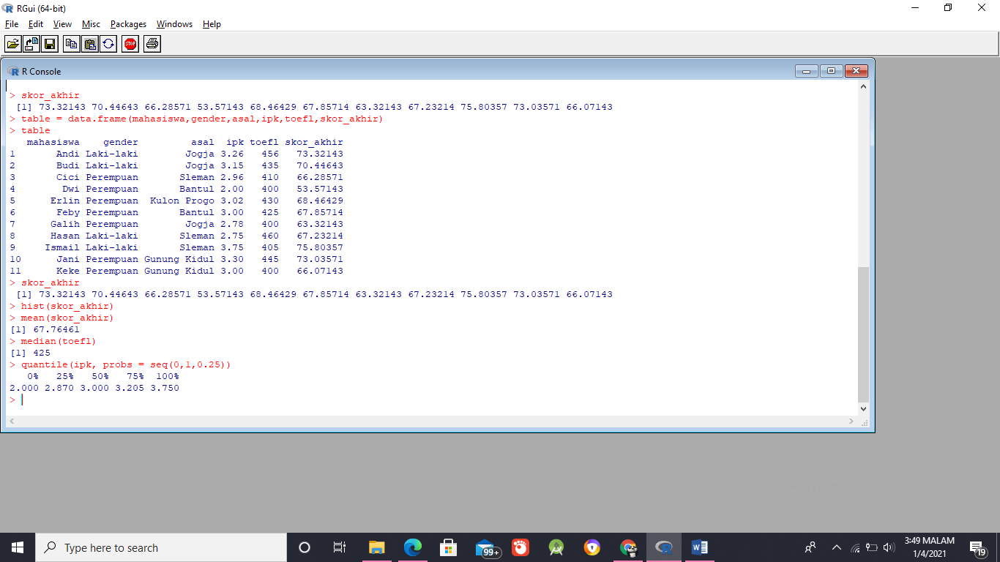 RGui (64-bit)
File Edit View Misc Packages Windows Help
STOP
R Console
> skor_akhir
 [1] 73.32143 70.44643 66.28571 53.57143 68.46429 67.85714 63.32143 67.23214 75.80357 73.03571 66.07143
> table = data.frame(mahasiswa,gender,asal,ipk,toefl,skor_akhir)
> table
   mahasiswa    gender         asal  ipk toefl skor_akhir
1       Andi Laki-laki        Jogja 3.26   456   73.32143
2       Budi Laki-laki        Jogja 3.15   435   70.44643
3       Cici Perempuan       Sleman 2.96   410   66.28571
4        Dwi Perempuan       Bantul 2.00   400   53.57143
5      Erlin Perempuan  Kulon Progo 3.02   430   68.46429
6       Feby Perempuan       Bantul 3.00   425   67.85714
7      Galih Perempuan        Jogja 2.78   400   63.32143
8      Hasan Laki-laki       Sleman 2.75   460   67.23214
9     Ismail Laki-laki       Sleman 3.75   405   75.80357
10      Jani Perempuan Gunung Kidul 3.30   445   73.03571
11      Keke Perempuan Gunung Kidul 3.00   400   66.07143
> skor_akhir
 [1] 73.32143 70.44643 66.28571 53.57143 68.46429 67.85714 63.32143 67.23214 75.80357 73.03571 66.07143
> hist(skor_akhir)
> mean(skor_akhir)
[1] 67.76461
> median(toefl)
[1] 425
> quantile(ipk, probs = seq(0,1,0.25))
   0%   25%   50%   75%  100%
2.000 2.870 3.000 3.205 3.750
>
Type here to search
99+
3:49 MALAM
1/4/2021
19